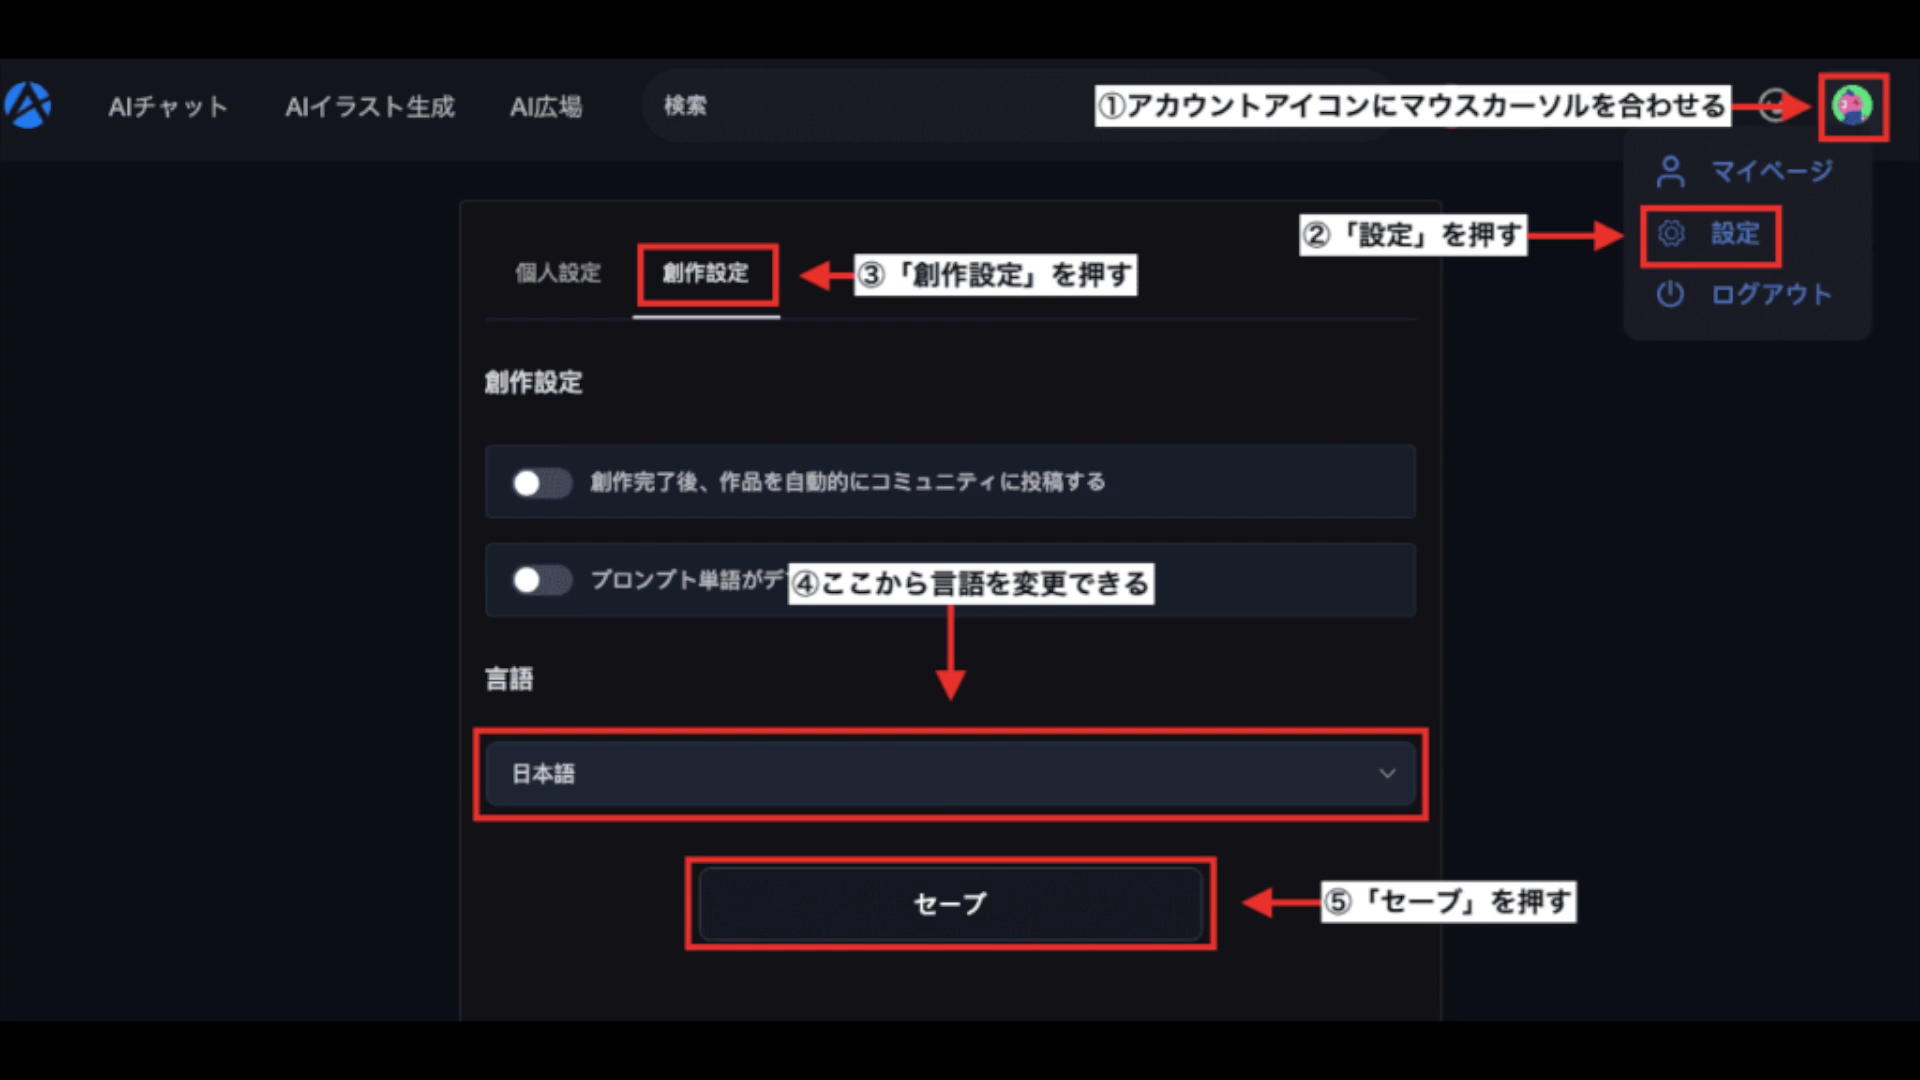 AIチャット
AIイラスト生成
AI広場
検索
①アカウントアイコンにマウスカーソルを合わせる
マイページ
②「設定」を押す
設定
ログアウト
個人設定
創作設定
③「創作設定」を押す
創作設定
創作完了後、作品を自動的にコミュニティに投稿する
プロンプト単語がデ
④ここから言語を変更できる
言語
日本語
セーブ
⑤「セーブ」を押す